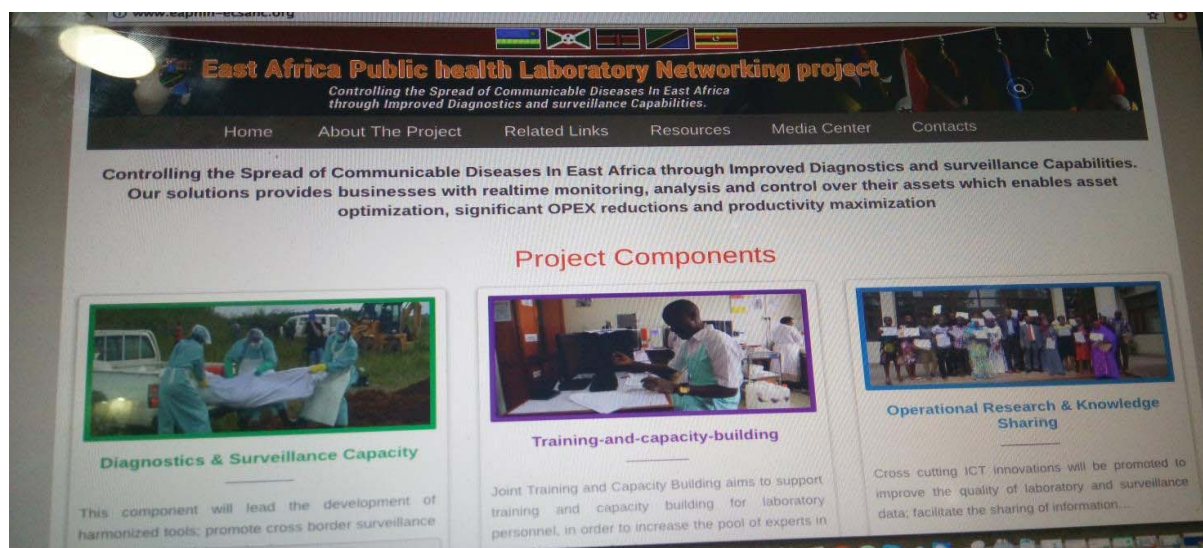 East Africa Public health Laboratory Networking project
Controlling the Spread of Communicable Diseases In East Africa
through Improved Diagnostics and surveillance Capabilities.
Home About The Project Related Links Resources Media Center Contacts
Controlling the Spread of Communicable Diseases In East Africa through Improved Diagnostics and surveillance Capabilities.
Our solutions provides businesses with realtime monitoring, analysis and control over their assets which enables asset
optimization, significant OPEX reductions and productivity maximization
Project Components
Diagnostics & Surveillance Capacity
This component will lead the development of
harmonized tools; promote cross border surveillance
Training-and-capacity-building
Joint Training and Capacity Building aims to support
training and capacity building for laboratory
personnel, in order to increase the pool of experts in
Operational Research & Knowledge
Sharing
Cross cutting ICT innovations will be promoted to
improve the quality of laboratory and surveillance
data; facilitate the sharing of information...